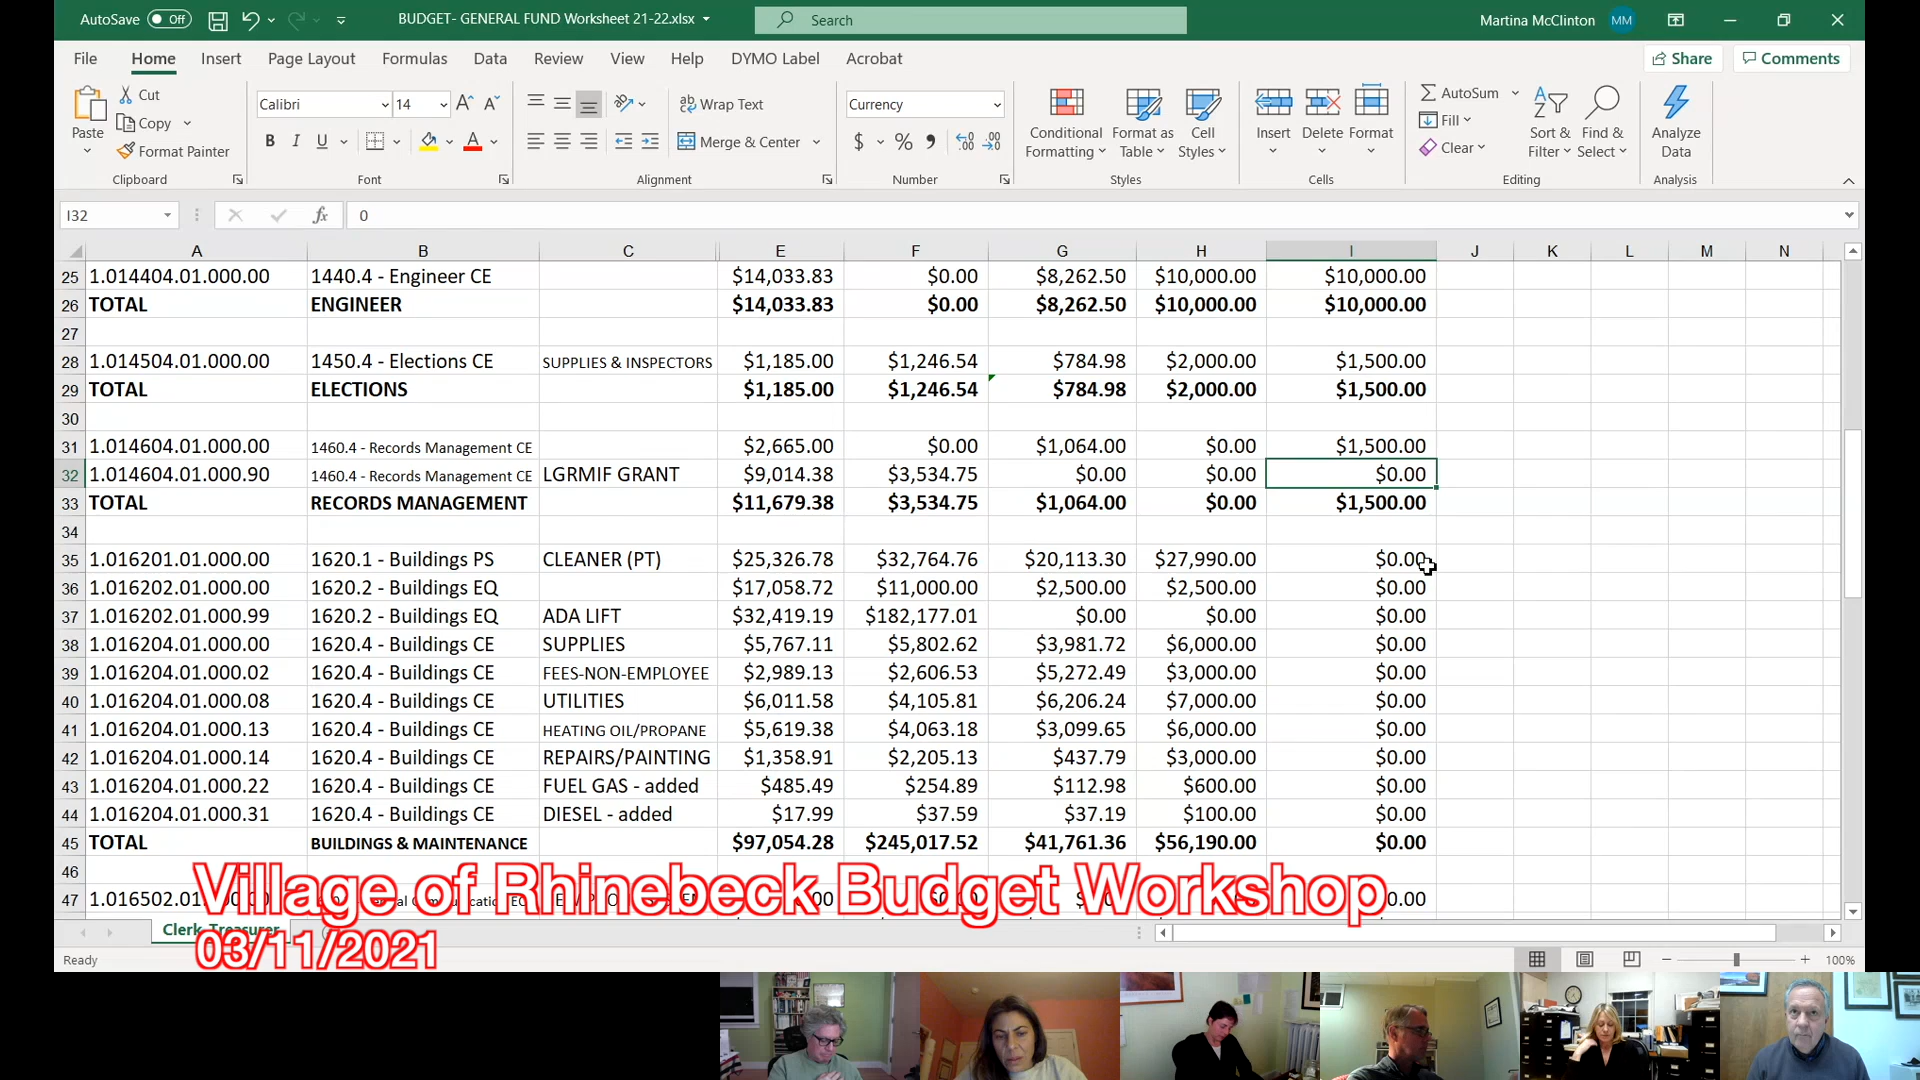 AutoSave Off BUDGET- GENERAL FUND Worksheet 21-22.xlsx Search Martina McClinton MM
File Home Insert Page Layout Formulas Data Review View Help DYMO Label Acrobat Share Comments
Paste Cut Copy Format Painter Clipboard
Calibri 14 A A B I U A Font
ab Wrap Text Merge & Center Alignment
Currency $ % Number
Conditional Formatting Format as Table Cell Styles Styles
Insert Delete Format Cells
AutoSum Fill Clear Sort & Filter Find & Select Editing
Analyze Data Analysis
I32 fx 0
A B C E F G H I J K L M N
25 1.014404.01.000.00 1440.4 - Engineer CE $14,033.83 $0.00 $8,262.50 $10,000.00 $10,000.00
26 TOTAL ENGINEER $14,033.83 $0.00 $8,262.50 $10,000.00 $10,000.00
27
28 1.014504.01.000.00 1450.4 - Elections CE SUPPLIES & INSPECTORS $1,185.00 $1,246.54 $784.98 $2,000.00 $1,500.00
29 TOTAL ELECTIONS $1,185.00 $1,246.54 $784.98 $2,000.00 $1,500.00
30
31 1.014604.01.000.00 1460.4 - Records Management CE $2,665.00 $0.00 $1,064.00 $0.00 $1,500.00
32 1.014604.01.000.90 1460.4 - Records Management CE LGRMIF GRANT $9,014.38 $3,534.75 $0.00 $0.00 $0.00
33 TOTAL RECORDS MANAGEMENT $11,679.38 $3,534.75 $1,064.00 $0.00 $1,500.00
34
35 1.016201.01.000.00 1620.1 - Buildings PS CLEANER (PT) $25,326.78 $32,764.76 $20,113.30 $27,990.00 $0.00
36 1.016202.01.000.00 1620.2 - Buildings EQ $17,058.72 $11,000.00 $2,500.00 $2,500.00 $0.00
37 1.016202.01.000.99 1620.2 - Buildings EQ ADA LIFT $32,419.19 $182,177.01 $0.00 $0.00 $0.00
38 1.016204.01.000.00 1620.4 - Buildings CE SUPPLIES $5,767.11 $5,802.62 $3,981.72 $6,000.00 $0.00
39 1.016204.01.000.02 1620.4 - Buildings CE FEES-NON-EMPLOYEE $2,989.13 $2,606.53 $5,272.49 $3,000.00 $0.00
40 1.016204.01.000.08 1620.4 - Buildings CE UTILITIES $6,011.58 $4,105.81 $6,206.24 $7,000.00 $0.00
41 1.016204.01.000.13 1620.4 - Buildings CE HEATING OIL/PROPANE $5,619.38 $4,063.18 $3,099.65 $6,000.00 $0.00
42 1.016204.01.000.14 1620.4 - Buildings CE REPAIRS/PAINTING $1,358.91 $2,205.13 $437.79 $3,000.00 $0.00
43 1.016204.01.000.22 1620.4 - Buildings CE FUEL GAS - added $485.49 $254.89 $112.98 $600.00 $0.00
44 1.016204.01.000.31 1620.4 - Buildings CE DIESEL - added $17.99 $37.59 $37.19 $100.00 $0.00
45 TOTAL BUILDINGS & MAINTENANCE $97,054.28 $245,017.52 $41,761.36 $56,190.00 $0.00
46
47
Village of Rhinebeck Budget Workshop
Clerk-Treasurer
03/11/2021
Ready 100%